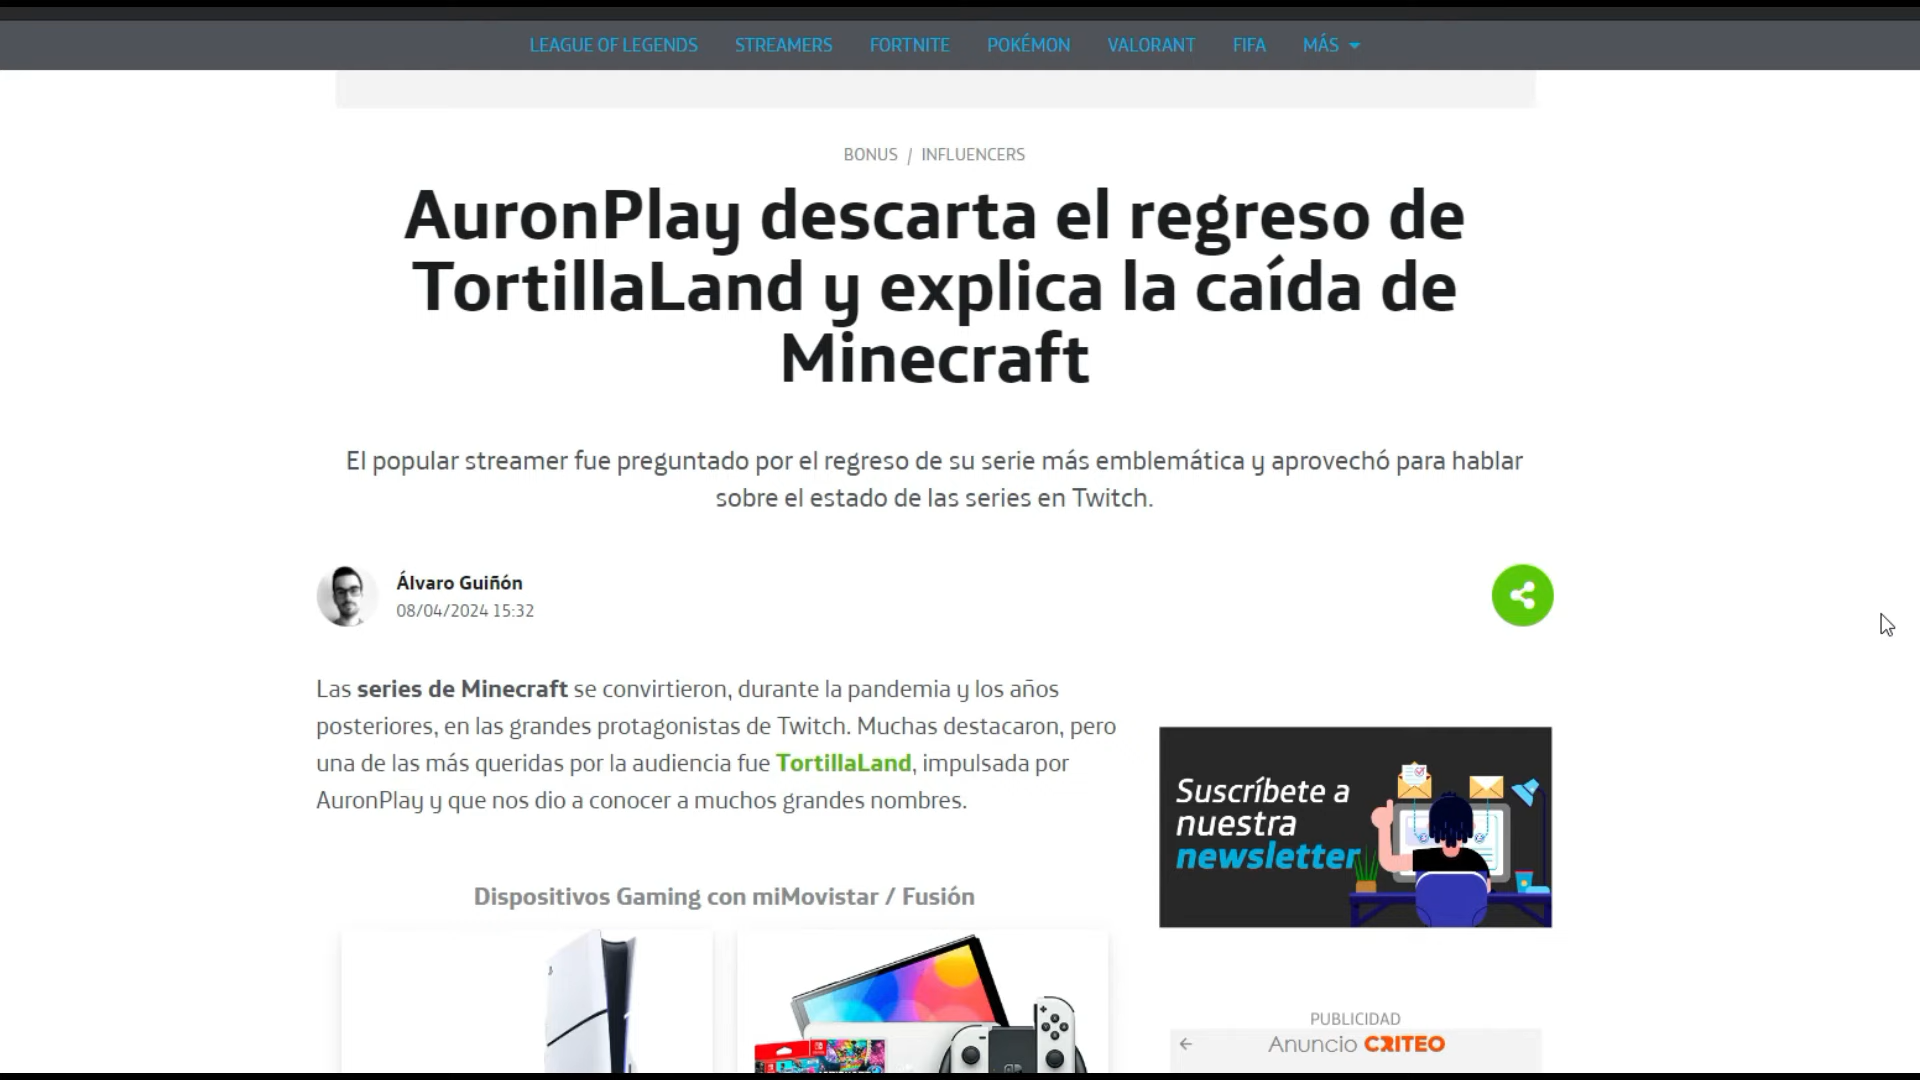 LEAGUE OF LEGENDS STREAMERS FORTNITE POKÉMON VALORANT FIFA MÁS
BONUS / INFLUENCERS
AuronPlay descarta el regreso de
TortillaLand y explica la caída de
Minecraft
El popular streamer fue preguntado por el regreso de su serie más emblemática y aprovechó para hablar
sobre el estado de las series en Twitch.
Álvaro Guiñón
08/04/2024 15:32
Las series de Minecraft se convirtieron, durante la pandemia y los años
posteriores, en las grandes protagonistas de Twitch. Muchas destacaron, pero
una de las más queridas por la audiencia fue TortillaLand, impulsada por
AuronPlay y que nos dio a conocer a muchos grandes nombres.
Suscríbete a
nuestra
newsletter
Dispositivos Gaming con miMovistar / Fusión
PUBLICIDAD
Anuncio CRITEO